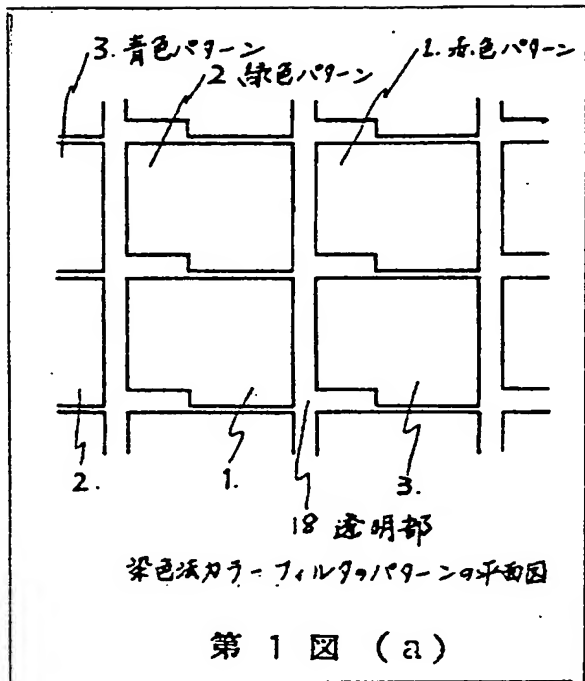 3. 青色パターン
2 緑色パターン
1. 赤色パターン
2.
1.
3.
18 透明部
染色法カラーフィルタのパターンの平面図
第 1 図 (a)